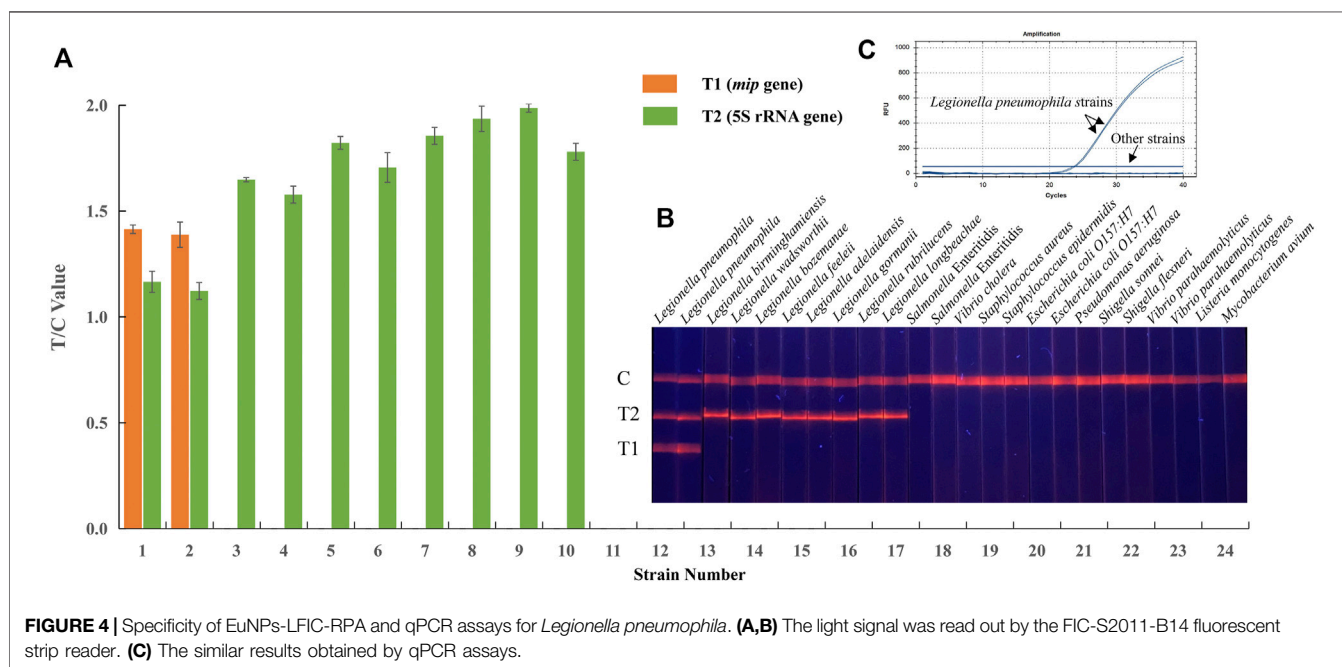 A
T/C Value
2.0
1.5
1.0
0.5
0.0
1 2 3 4 5 6 7 8 9 10 11 12 13 14 15 16 17 18 19 20 21 22 23 24
Strain Number
T1 (mip gene)
T2 (5S rRNA gene)
C
Amplification
RFU
1000
800
600
400
200
0
Legionella pneumophila strains
Other strains
0 10 20 30 40
Cycles
B
Legionella pneumophila
Legionella pneumophila
Legionella birminghamiensis
Legionella wadsworhii
Legionella bozemanae
Legionella feeleii
Legionella adelaidensis
Legionella gormanii
Legionella rubrilucens
Legionella longbeachae
Salmonella Enteritidis
Salmonella Enteritidis
Vibrio cholera
Staphylococcus aureus
Staphylococcus epidermidis
Escherichia coli O157:H7
Escherichia coli O157:H7
Pseudomonas aeruginosa
Shigella sonnei
Shigella flexneri
Vibrio parahaemolyticus
Vibrio parahaemolyticus
Listeria monocytogenes
Mycobacterium avium
C
T2
T1
FIGURE 4 | Specificity of EuNPs-LFIC-RPA and qPCR assays for Legionella pneumophila. (A,B) The light signal was read out by the FIC-S2011-B14 fluorescent
strip reader. (C) The similar results obtained by qPCR assays.